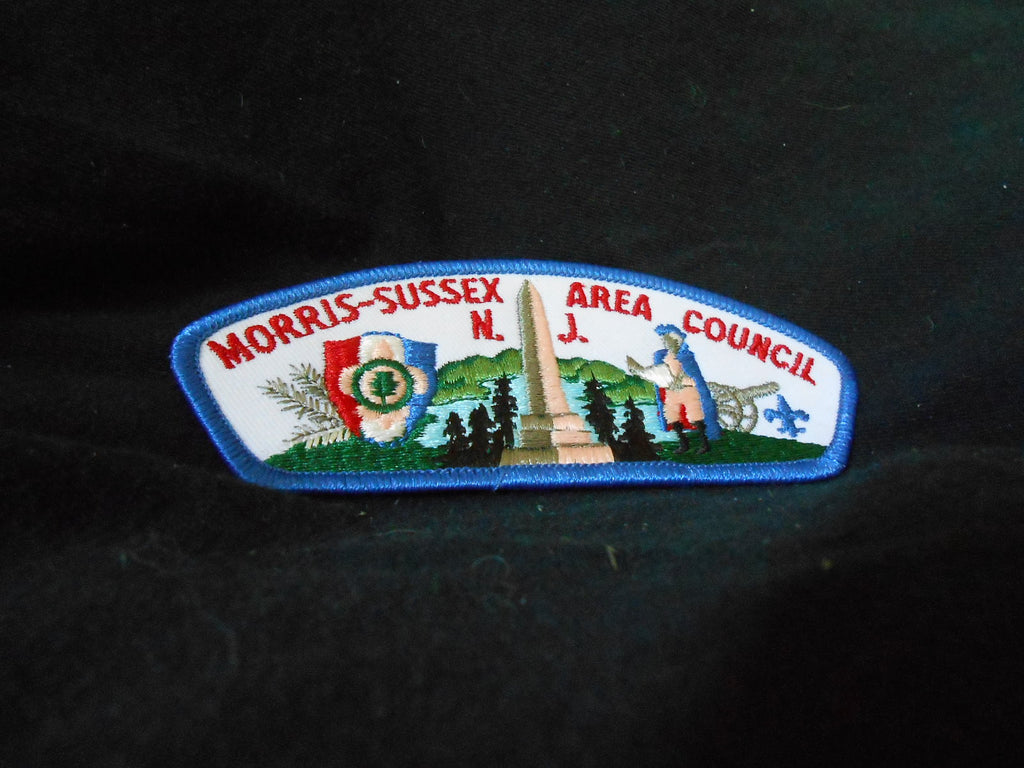 MORRIS-SUSSEX AREA COUNCIL
N. J.